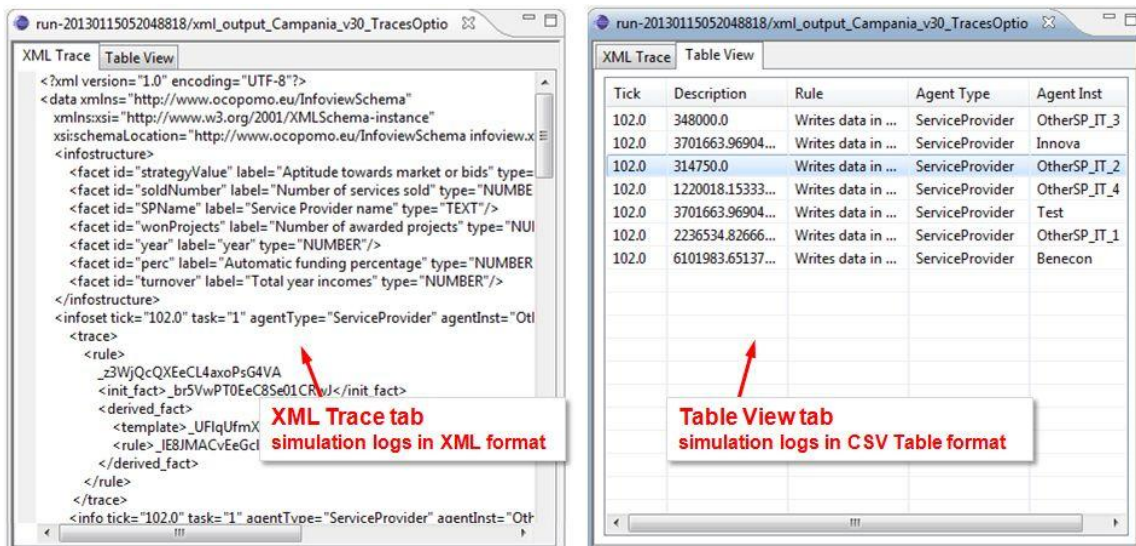 run-20130115052048818/xml_output_Campania_v30_TracesOptio
XML Trace Table View
<?xml version="1.0" encoding="UTF-8"?>
<data xmlns="http://www.ocopomo.eu/InfoviewSchema"
xmlns:xsi="http://www.w3.org/2001/XMLSchema-instance"
xsi:schemaLocation="http://www.ocopomo.eu/InfoviewSchema infoview.x
<infostructure>
<facet id="strategyValue" label="Aptitude towards market or bids" type=
<facet id="soldNumber" label="Number of services sold" type="NUMBE
<facet id="SPName" label="Service Provider name" type="TEXT"/>
<facet id="wonProjects" label="Number of awarded projects" type="NUI
<facet id="year" label="year" type="NUMBER"/>
<facet id="perc" label="Automatic funding percentage" type="NUMBER
<facet id="turnover" label="Total year incomes" type="NUMBER"/>
</infostructure>
<infoset tick="102.0" task="1" agentType="ServiceProvider" agentInst="Otl
<trace>
<rule>
_z3WjQcQXEeCL4axoPsG4VA
<init_fact>_br5VwPT0EeC8Se01CRwJ</init_fact>
<derived_fact>
<template>_UFIqUfmX
<rule>_IE8JMACvEeGcI
</derived_fact>
</rule>
</trace>
<info tick="102.0" task="1" agentType="ServiceProvider" agentInst="Oth
XML Trace tab
simulation logs in XML format
run-20130115052048818/xml_output_Campania_v30_TracesOptio
XML Trace Table View
Tick Description Rule Agent Type Agent Inst
102.0 348000.0 Writes data in ... ServiceProvider OtherSP_IT_3
102.0 3701663.96904... Writes data in ... ServiceProvider Innova
102.0 314750.0 Writes data in ... ServiceProvider OtherSP_IT_2
102.0 1220018.15333... Writes data in ... ServiceProvider OtherSP_IT_4
102.0 3701663.96904... Writes data in ... ServiceProvider Test
102.0 2236534.82666... Writes data in ... ServiceProvider OtherSP_IT_1
102.0 6101983.65137... Writes data in ... ServiceProvider Benecon
Table View tab
simulation logs in CSV Table format